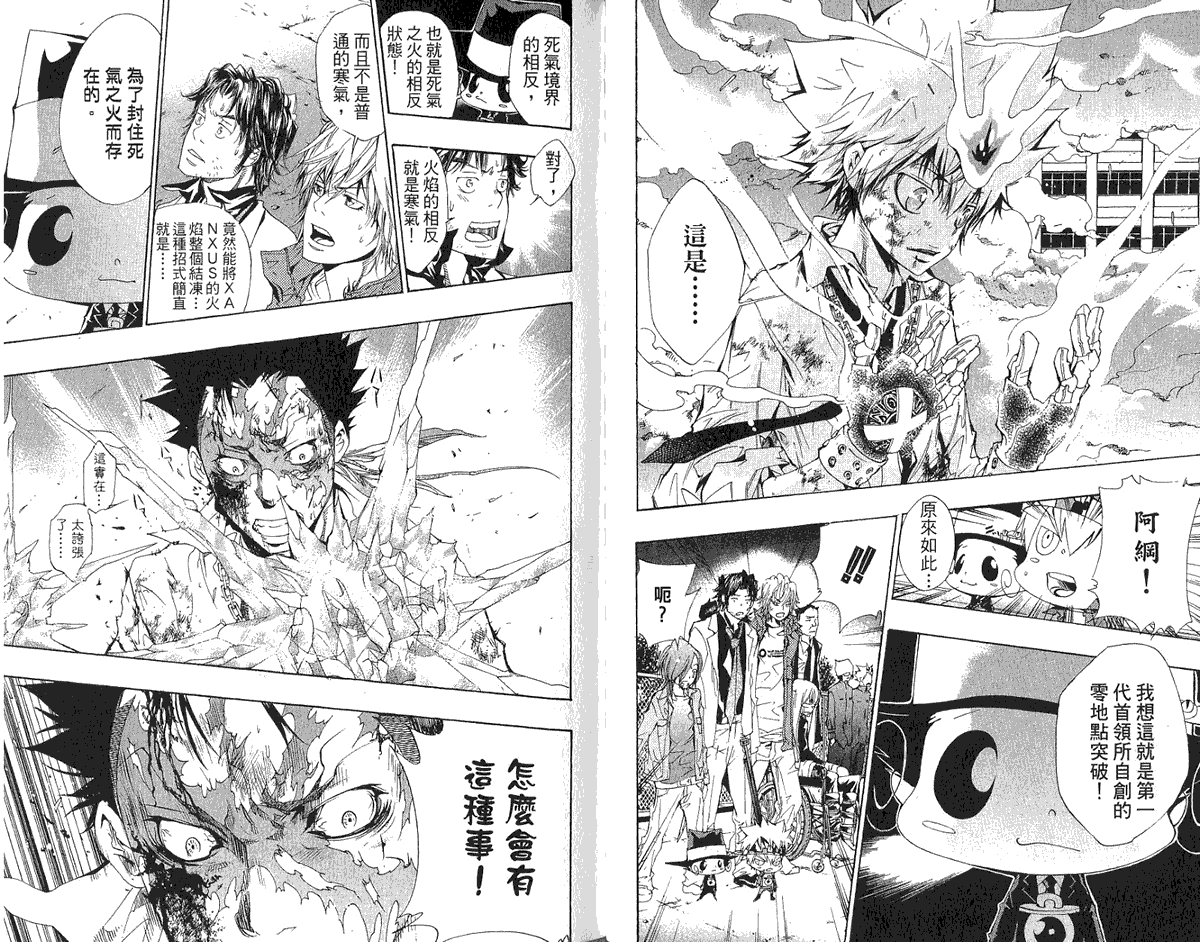 這是……
阿綱！
原來如此…
!!
呃？
我想這就是第一
代首領所自創的
零地點突破！
死氣境界
的相反，
也就是死氣
之火的相反
狀態！
對了，
火焰的相反
就是寒氣！
而且不是普
通的寒氣，
竟然能將ＸＡ
ＮＸＵＳ的火
焰整個結凍…
這種招式簡直
就是……
為了封住死
氣之火而存
在的。
這實在…
太誇張
了……
怎麼會有
這種事！